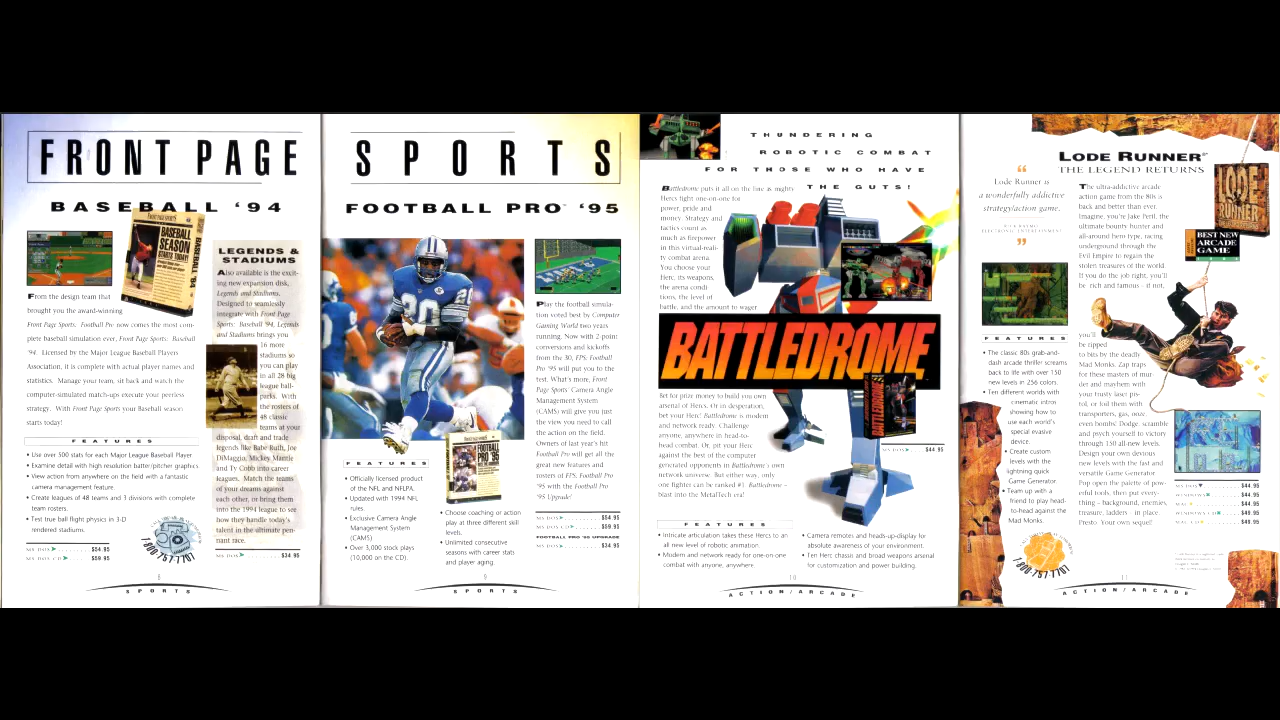 FRONT PAGE
BASEBALL '94
From the design team that
brought you the award-winning
Front Page Sports: Football Pro now comes the most com-
plete baseball simulation ever, Front Page Sports: Baseball
'94. Licensed by the Major League Baseball Players
Association, it is complete with actual player names and
statistics. Manage your team, sit back and watch the
computer-simulated match-ups execute your pitching
strategy. With Front Page Sports your Baseball season
starts today!
FEATURES
• Use over 500 stats for each Major League Baseball Player
• Examine detail with high resolution batter/pitcher graphics
• View action from anywhere on the field with a fantastic
camera management feature.
• Create leagues of 48 teams and 3 divisions with complete
team rosters.
• Test true ball flight physics in 3-D
rendered stadiums.
MS DOS $54.95
MS DOS CD $59.95
1-800-757-7707
BASEBALL
SEASON
STARTS TODAY!
LEGENDS &
STADIUMS
Also available is the excit-
ing new expansion disk,
Legends and Stadiums.
Designed to seamlessly
integrate with Front Page
Sports: Baseball '94, Legends
and Stadiums brings you
16 more
stadiums so
you can play
in all 28 big
league ball-
parks. With
the rosters of
48 classic
teams at your
disposal, draft and trade
legends like Babe Ruth, Joe
DiMaggio, Mickey Mantle
and Ty Cobb into career
leagues. Match the teams
of your dreams against
each other, or bring them
into the 1994 league to see
how they handle today's
talent in the ultimate pen-
nant race.
MS DOS $34.95
8
SPORTS
SPORTS
FOOTBALL PRO™ '95
Play the football simula-
tion voted best by Computer
Gaming World two years
running. Now with 2-point
conversions and kickoffs
from the 30, FPS: Football
Pro '95 will put you to the
test. What's more, Front
Page Sports' Camera Angle
Management System
(CAMS) will give you just
the view you need to call
the action on the field.
Owners of last year's hit
Football Pro will get all the
great new features and
stories of FPS. Football Pro
'95 with the Football Pro
'95 Upgrade!
MS DOS $54.95
MS DOS CD $59.95
FOOTBALL PRO '95 UPGRADE
MS DOS $34.95
FEATURES
• Officially licensed product
of the NFL and NFLPA.
• Updated with 1994 NFL
rules.
• Exclusive Camera Angle
Management System
(CAMS)
• Over 3,000 stock plays
(10,000 on the CD).
• Choose coaching or action
play at three different skill
levels.
• Unlimited consecutive
seasons with career stats
and player aging.
9
SPORTS
THUNDERING
ROBOTIC COMBAT
FOR THOSE WHO HAVE
THE GUTS!
Battledrome puts it all on the line as mighty
Hercs fight one-on-one for
power, pride and
money. Strategy and
tactics count as
much as firepower
in this virtual-reali-
ty combat arena.
You choose your
Herc, its weapons,
the arena condi-
tions, the level of
battle, and the amount to wager.
BATTLEDROME
Bet for prize money to build your own
arsenal of Hercs. Or in desperation,
bet your Herc! Battledrome is modem
and network ready. Challenge
anyone, anywhere in head-to-
head combat. Or, pit your Herc
against the best of the computer
generated opponents in Battledrome's own
network universe. But either way, only
one fighter can be ranked #1. Battledrome –
blast into the MetalTech era!
MS DOS $44.95
FEATURES
• Intricate articulation takes these Hercs to an
all new level of robotic animation.
• Modem and network ready for one-on-one
combat with anyone, anywhere.
• Camera remotes and heads-up-display for
absolute awareness of your environment.
• Ten Herc chassis and broad weapons arsenal
for customization and power building.
10
ACTION/ARCADE
LODE RUNNER®
THE LEGEND RETURNS
“
Lode Runner is
a wonderfully addictive
strategy/action game.
ELECTRONIC ENTERTAINMENT
”
LODE
RUNNER
BEST NEW
ARCADE
GAME
The ultra-addictive arcade
action game from the 80s is
back and better than ever.
Imagine, you're Jake Peril, the
ultimate bounty hunter and
all-around hero type, racing
underground through the
Evil Empire to regain the
stolen treasures of the world.
If you do the job right, you'll
be rich and famous – if not,
you'll
be ripped
to bits by the deadly
Mad Monks. Zap traps
for these masters of mur-
der and mayhem with
your trusty laser pis-
tol, or foil them with
transporters, gas, ooze,
even bombs! Dodge, scramble
and psych yourself to victory
through 150 all-new levels.
Design your own devious
new levels with the fast and
versatile Game Generator.
Pop open the palette of pow-
erful tools, then put every-
thing – background, enemies,
treasure, ladders – in place.
Presto. Your own sequel!
FEATURES
• The classic 80s grab-and-
dash arcade thriller screams
back to life with over 150
new levels in 256 colors.
• Ten different worlds with
cinematic intros
showing how to
use each world's
special evasive
device.
• Create custom
levels with the
lightning quick
Game Generator.
• Team up with a
friend to play head-
to-head against the
Mad Monks.
1-800-757-7707
MS DOS $44.95
WINDOWS $44.95
MAC $44.95
WINDOWS CD $49.95
MAC CD $49.95
11
ACTION/ARCADE